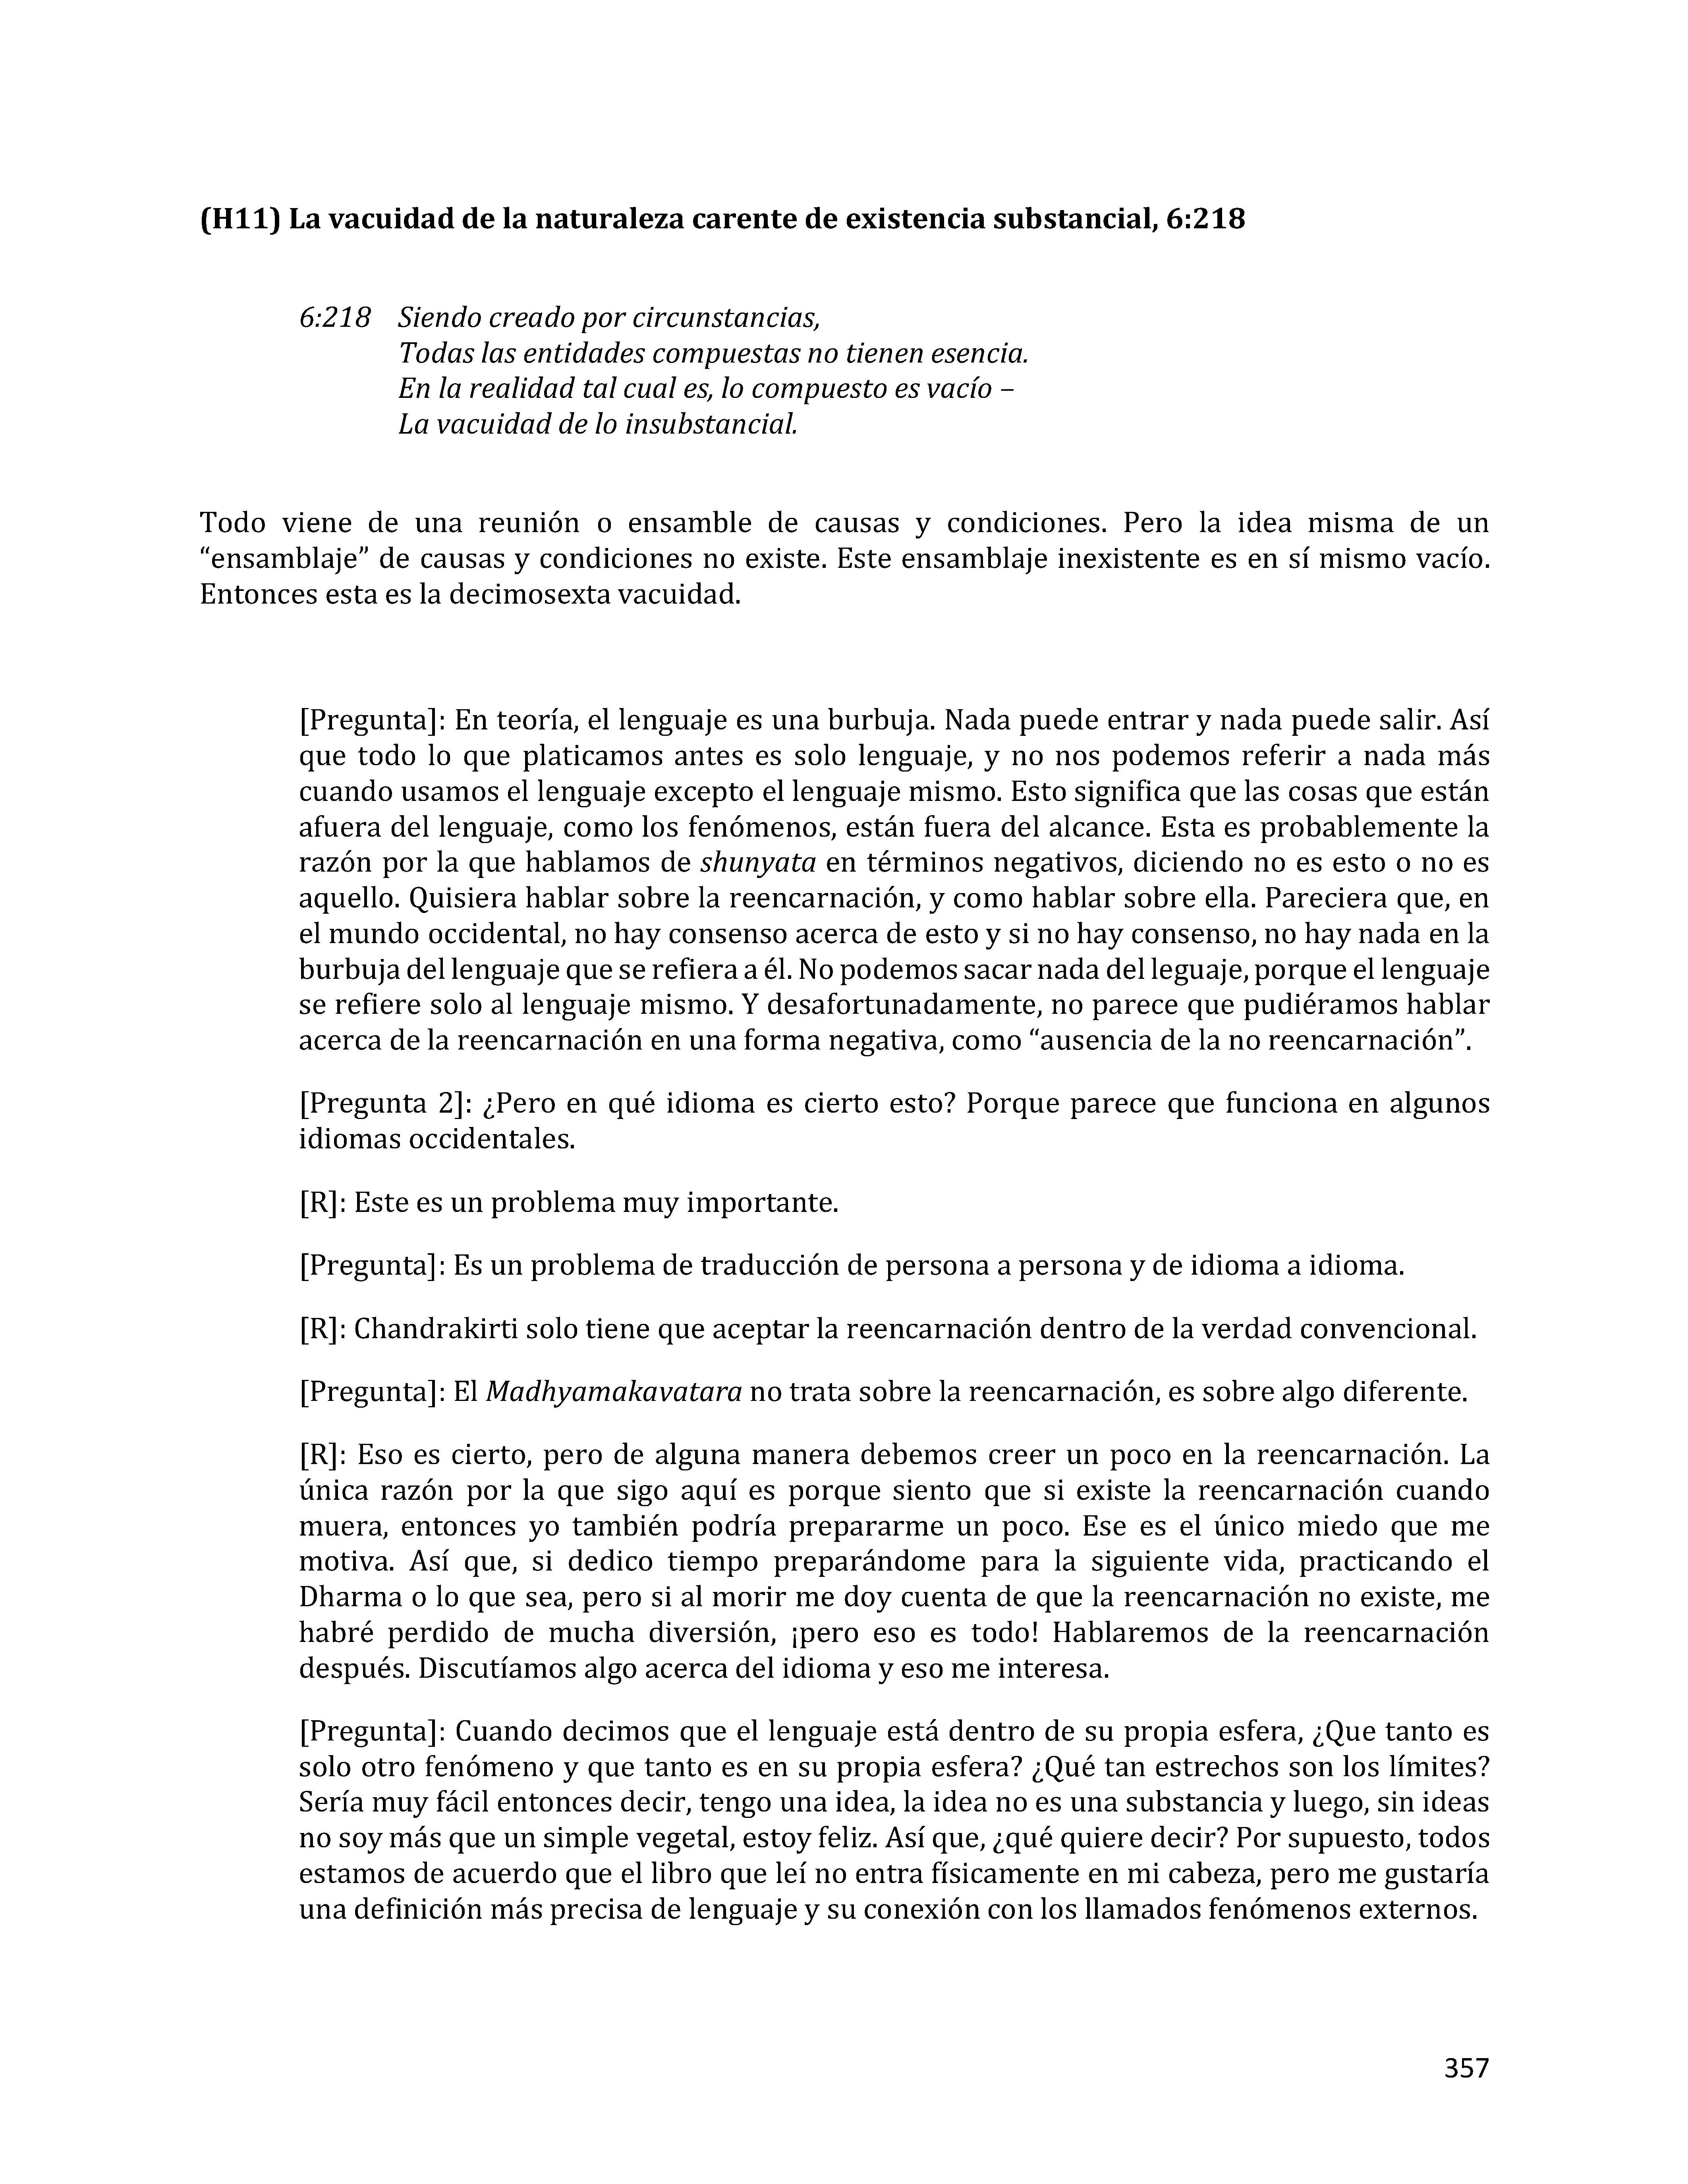 (H11) La vacuidad de la naturaleza carente de existencia substancial, 6:218
6:218 Siendo creado por circunstancias,
Todas las entidades compuestas no tienen esencia.
En la realidad tal cual es, lo compuesto es vacío –
La vacuidad de lo insubstancial.
Todo viene de una reunión o ensamble de causas y condiciones. Pero la idea misma de un
“ensamblaje” de causas y condiciones no existe. Este ensamblaje inexistente es en sí mismo vacío.
Entonces esta es la decimosexta vacuidad.
[Pregunta]: En teoría, el lenguaje es una burbuja. Nada puede entrar y nada puede salir. Así
que todo lo que platicamos antes es solo lenguaje, y no nos podemos referir a nada más
cuando usamos el lenguaje excepto el lenguaje mismo. Esto significa que las cosas que están
afuera del lenguaje, como los fenómenos, están fuera del alcance. Esta es probablemente la
razón por la que hablamos de shunyata en términos negativos, diciendo no es esto o no es
aquello. Quisiera hablar sobre la reencarnación, y como hablar sobre ella. Pareciera que, en
el mundo occidental, no hay consenso acerca de esto y si no hay consenso, no hay nada en la
burbuja del lenguaje que se refiera a él. No podemos sacar nada del leguaje, porque el lenguaje
se refiere solo al lenguaje mismo. Y desafortunadamente, no parece que pudiéramos hablar
acerca de la reencarnación en una forma negativa, como “ausencia de la no reencarnación”.
[Pregunta 2]: ¿Pero en qué idioma es cierto esto? Porque parece que funciona en algunos
idiomas occidentales.
[R]: Este es un problema muy importante.
[Pregunta]: Es un problema de traducción de persona a persona y de idioma a idioma.
[R]: Chandrakirti solo tiene que aceptar la reencarnación dentro de la verdad convencional.
[Pregunta]: El Madhyamakavatara no trata sobre la reencarnación, es sobre algo diferente.
[R]: Eso es cierto, pero de alguna manera debemos creer un poco en la reencarnación. La
única razón por la que sigo aquí es porque siento que si existe la reencarnación cuando
muera, entonces yo también podría prepararme un poco. Ese es el único miedo que me
motiva. Así que, si dedico tiempo preparándome para la siguiente vida, practicando el
Dharma o lo que sea, pero si al morir me doy cuenta de que la reencarnación no existe, me
habré perdido de mucha diversión, ¡pero eso es todo! Hablaremos de la reencarnación
después. Discutíamos algo acerca del idioma y eso me interesa.
[Pregunta]: Cuando decimos que el lenguaje está dentro de su propia esfera, ¿Que tanto es
solo otro fenómeno y que tanto es en su propia esfera? ¿Qué tan estrechos son los límites?
Sería muy fácil entonces decir, tengo una idea, la idea no es una substancia y luego, sin ideas
no soy más que un simple vegetal, estoy feliz. Así que, ¿qué quiere decir? Por supuesto, todos
estamos de acuerdo que el libro que leí no entra físicamente en mi cabeza, pero me gustaría
una definición más precisa de lenguaje y su conexión con los llamados fenómenos externos.
357